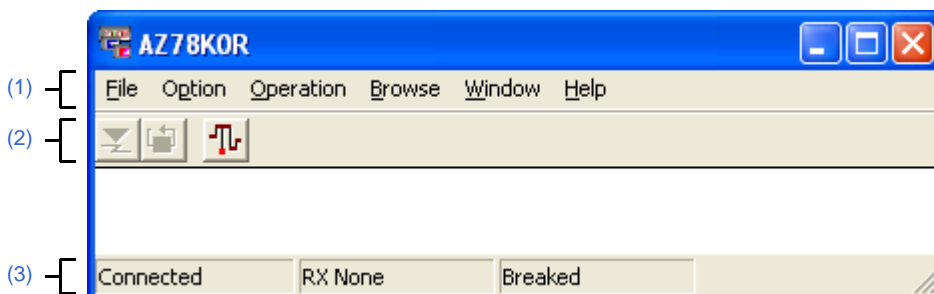 AZ78K0R
(1) File Option Operation Browse Window Help
(2)
(3) Connected RX None Breaked